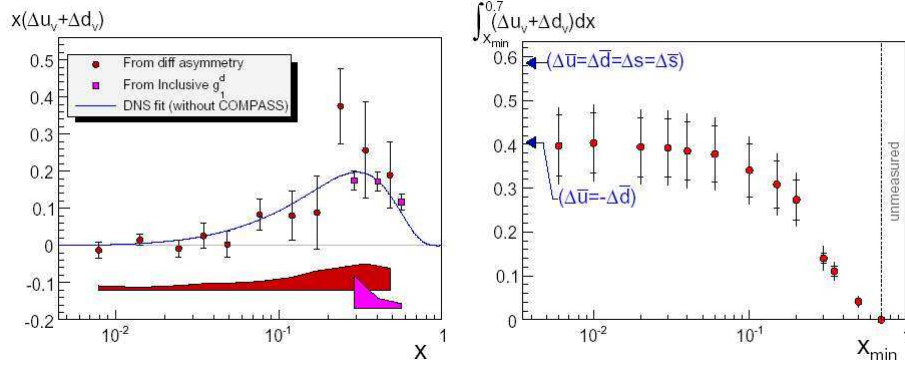 x(Δu_v+Δd_v)
0.5
0.4
0.3
0.2
0.1
0
-0.1
-0.2
From diff asymmetry
From Inclusive g_1^d
DNS fit (without COMPASS)
10^-2
10^-1
1
x
∫_{x_min}^{0.7}(Δu_v+Δd_v)dx
0.6
0.5
0.4
0.3
0.2
0.1
0
(Δu̅=Δd̅=Δs=Δs̅)
(Δu̅=-Δd̅)
unmeasured
10^-2
10^-1
1
x_min